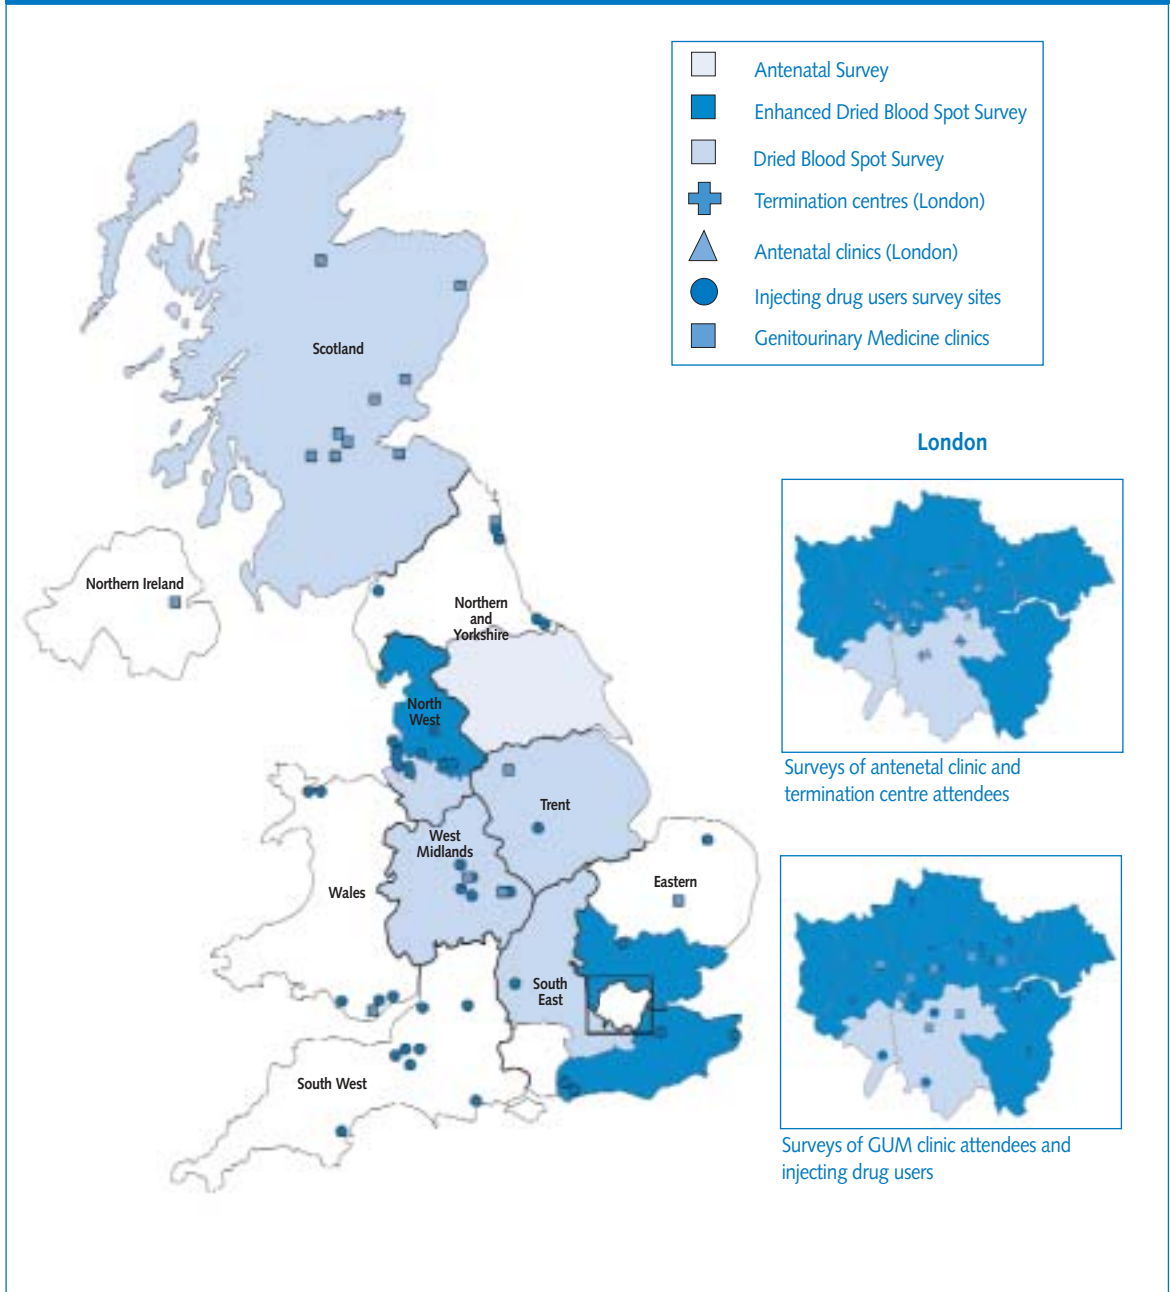 Antenatal Survey
Enhanced Dried Blood Spot Survey
Dried Blood Spot Survey
Termination centres (London)
Antenatal clinics (London)
Injecting drug users survey sites
Genitourinary Medicine clinics
Scotland
Northern Ireland
Northern
and
Yorkshire
North
West
Trent
West
Midlands
Wales
Eastern
South
East
South West
London
Surveys of antenetal clinic and
termination centre attendees
Surveys of GUM clinic attendees and
injecting drug users